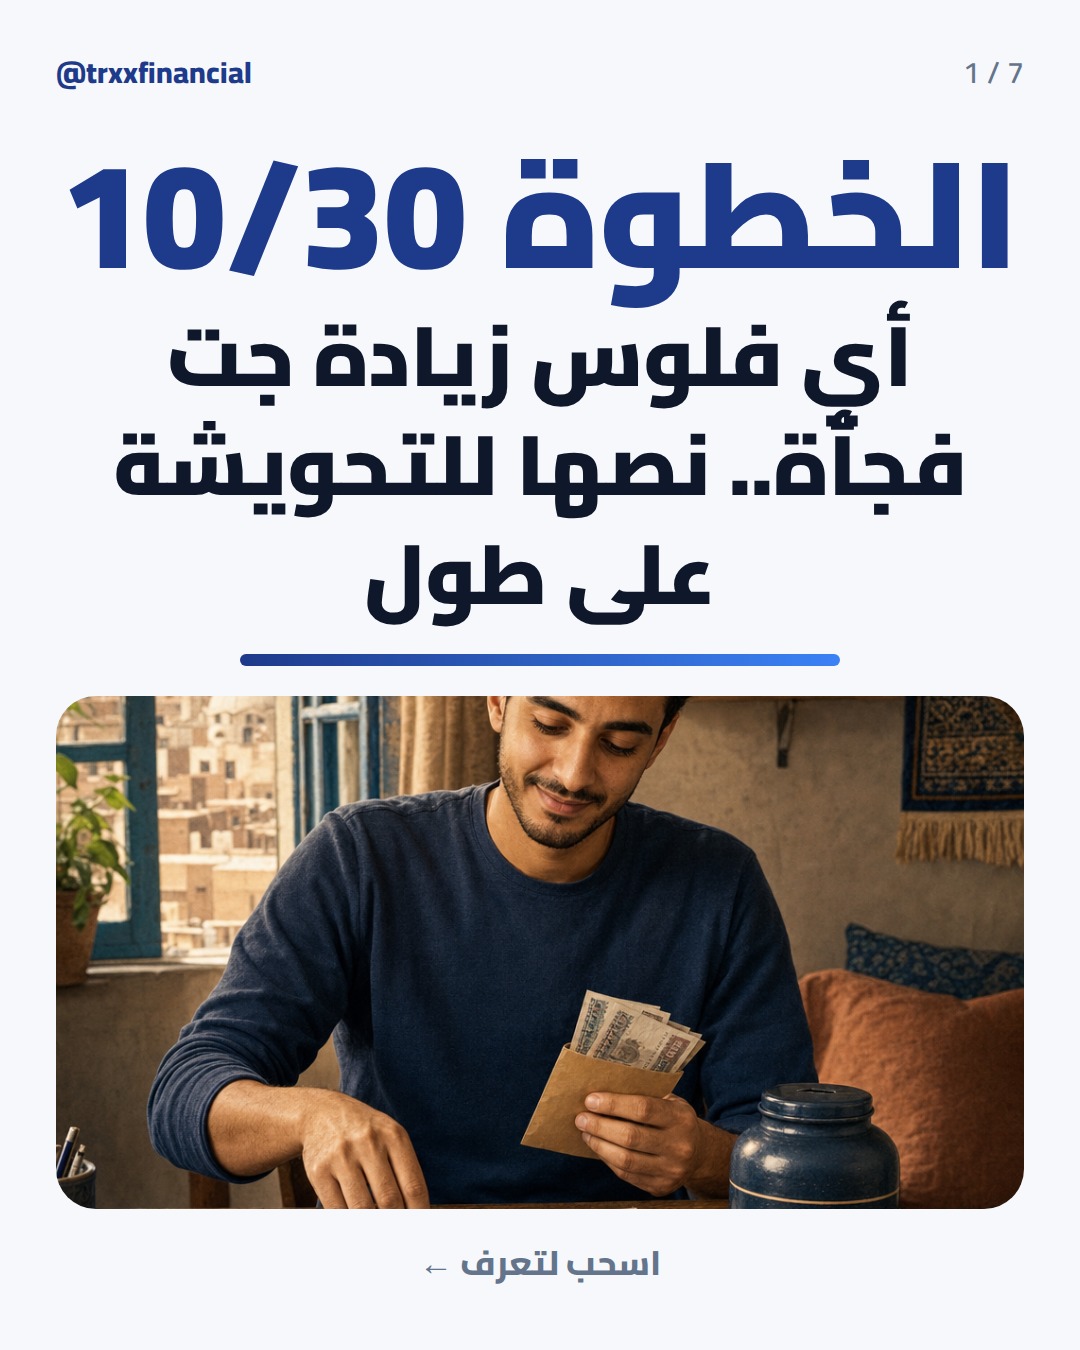 @trxxfinancial
1 / 7
الخطوة 10/30
أي فلوس زيادة جت
فجأة.. نصها للتحويشة
على طول
اسحب لتعرف ←